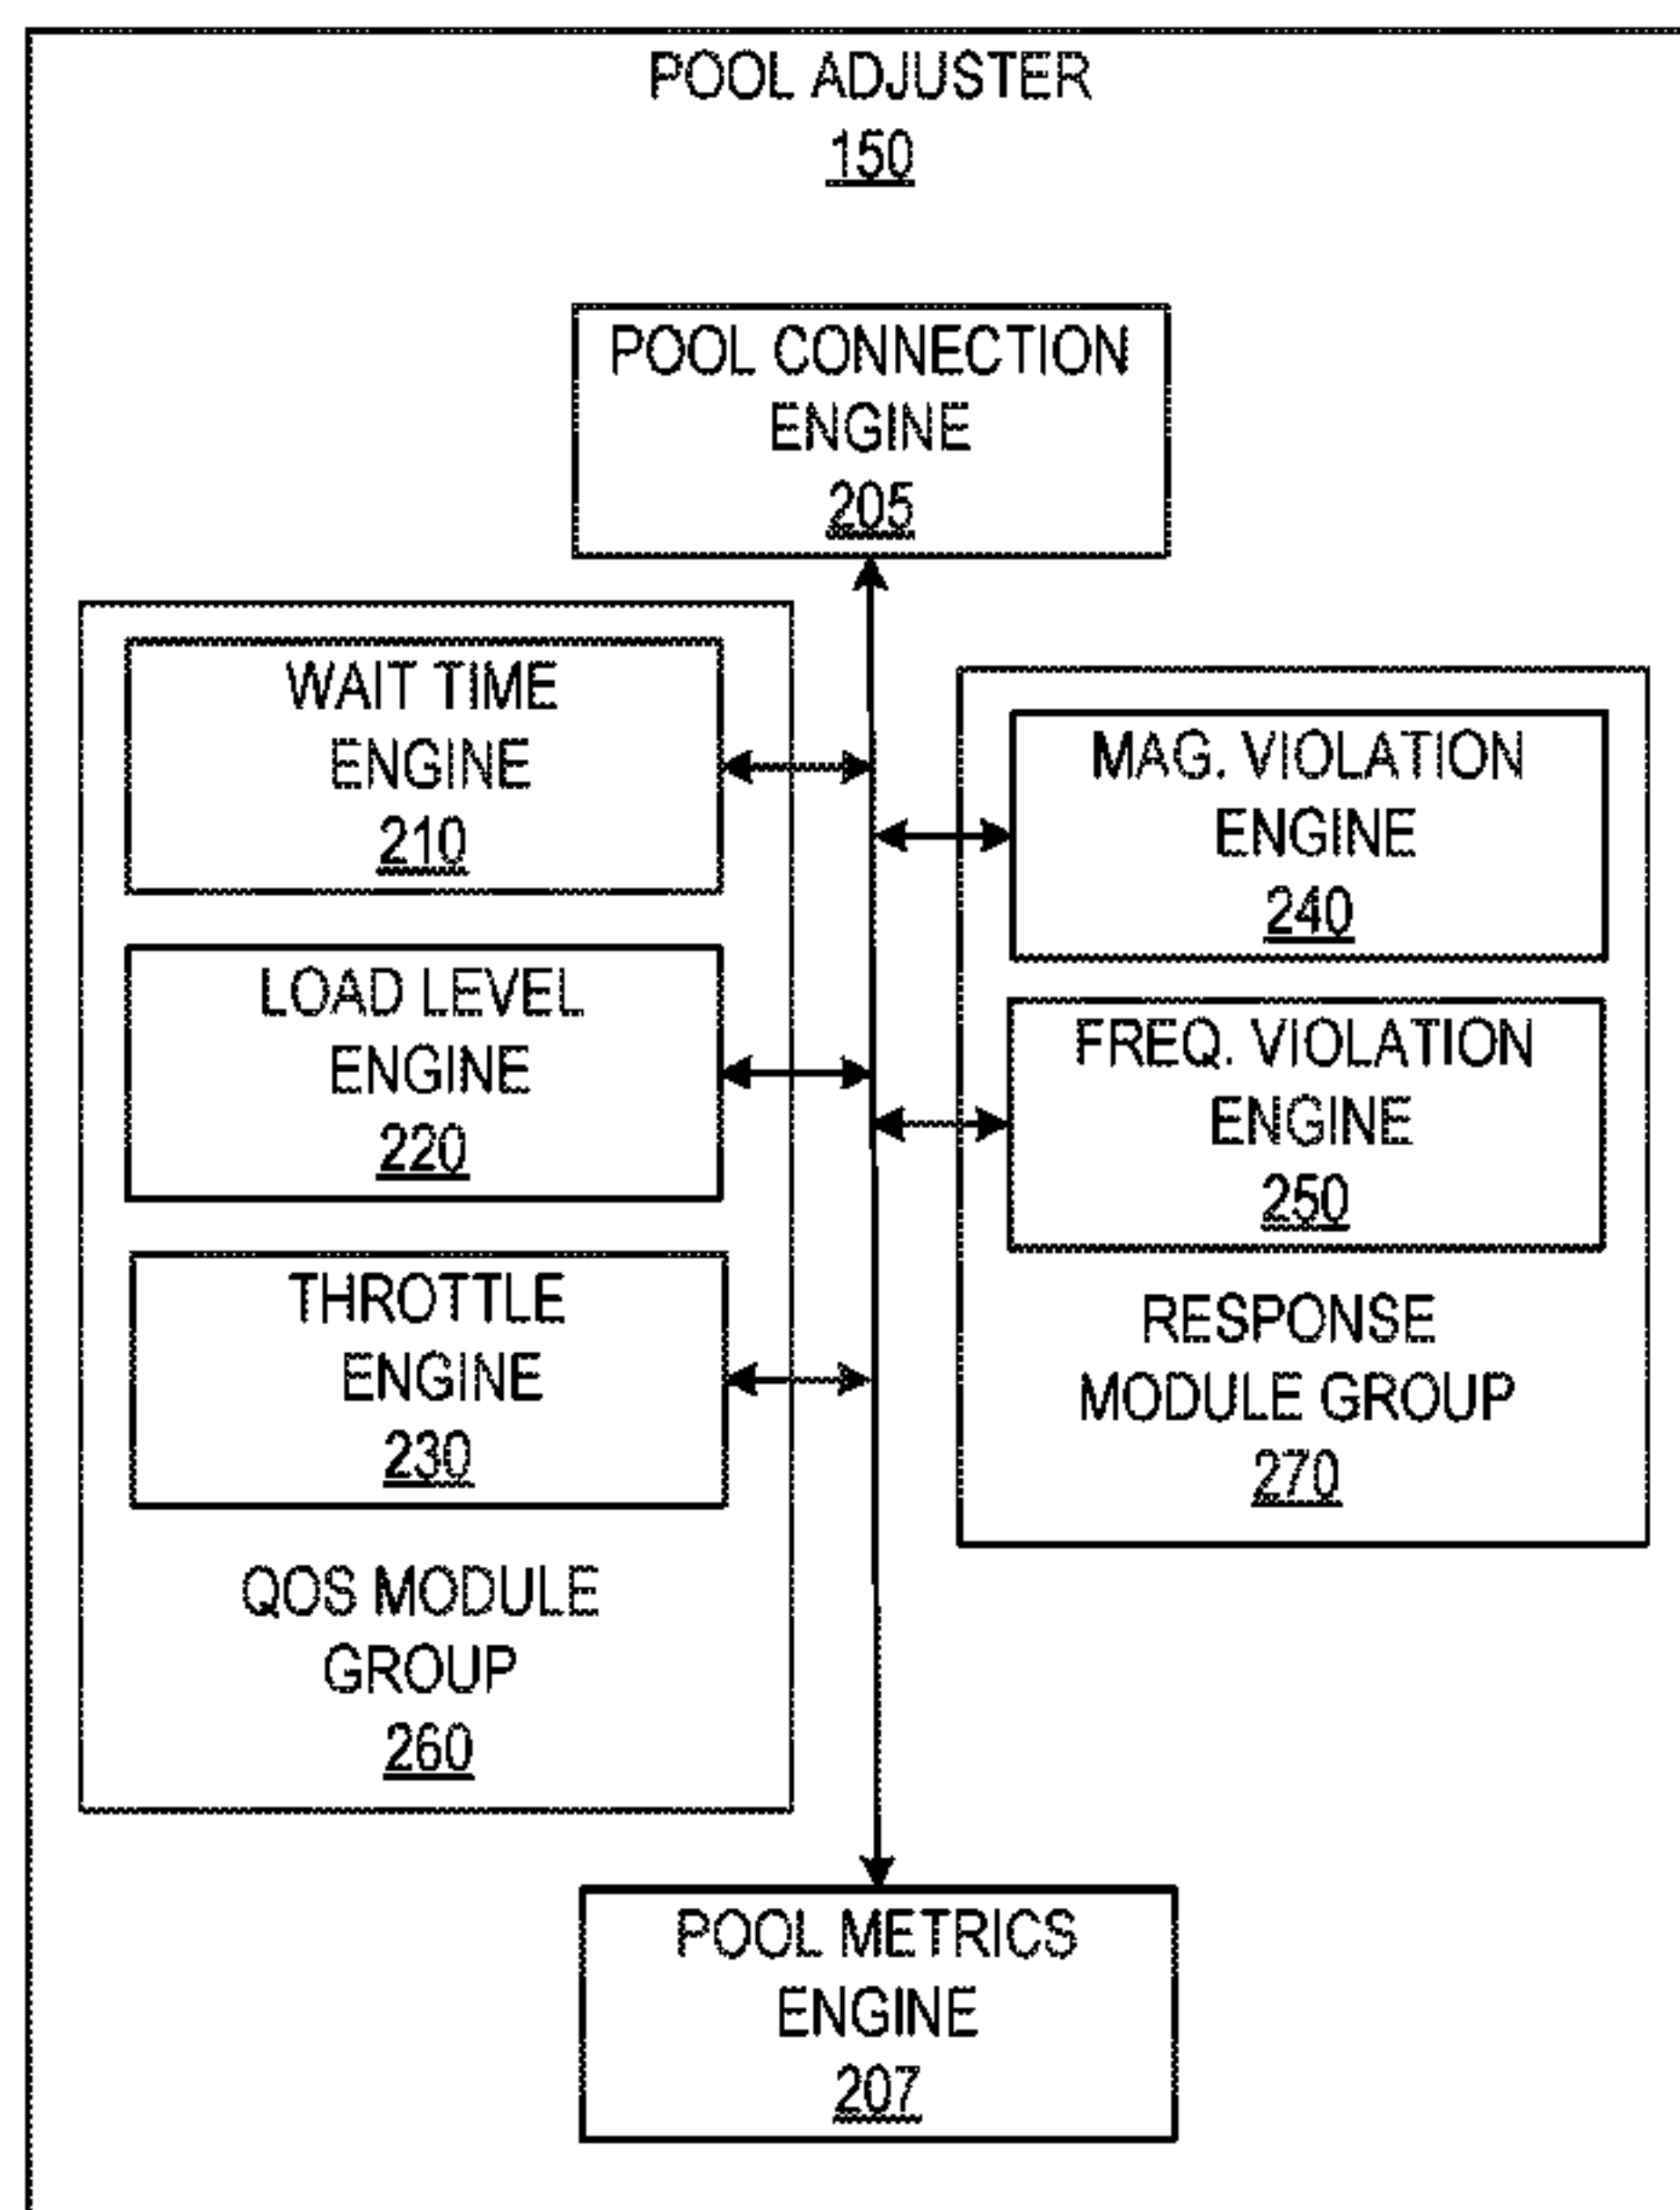 POOL ADJUSTER
150
POOL CONNECTION
ENGINE
205
WAIT TIME
ENGINE
210
LOAD LEVEL
ENGINE
220
THROTTLE
ENGINE
230
QOS MODULE
GROUP
260
MAG. VIOLATION
ENGINE
240
FREQ. VIOLATION
ENGINE
250
RESPONSE
MODULE GROUP
270
POOL METRICS
ENGINE
207